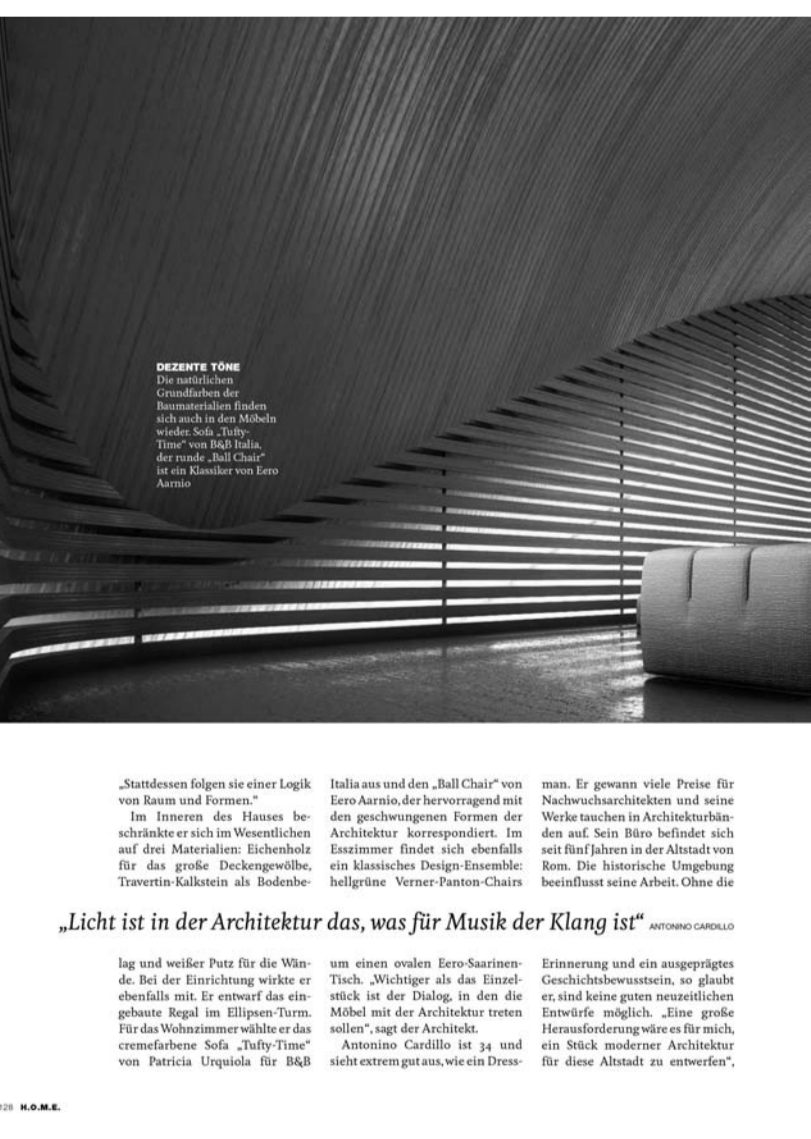 DEZENTE TÖNE
Die natürlichen
Grundfarben der
Baumaterialien finden
sich auch in den Möbeln
wieder. Sofa „Tufty-
Time“ von B&B Italia,
der runde „Ball Chair“
ist ein Klassiker von Eero
Aarnio
„Stattdessen folgen sie einer Logik
von Raum und Formen.“
Im Inneren des Hauses be-
schränkte er sich im Wesentlichen
auf drei Materialien: Eichenholz
für das große Deckengewölbe,
Travertin-Kalkstein als Bodenbe-
lag und weißer Putz für die Wän-
de. Bei der Einrichtung wirkte er
ebenfalls mit. Er entwarf das ein-
gebaute Regal im Ellipsen-Turm.
Für das Wohnzimmer wählte er das
cremefarbene Sofa „Tufty-Time“
von Patricia Urquiola für B&B
Italia aus und den „Ball Chair“ von
Eero Aarnio, der hervorragend mit
den geschwungenen Formen der
Architektur korrespondiert. Im
Esszimmer findet sich ebenfalls
ein klassisches Design-Ensemble:
hellgrüne Verner-Panton-Chairs
um einen ovalen Eero-Saarinen-
Tisch. „Wichtiger als das Einzel-
stück ist der Dialog, in den die
Möbel mit der Architektur treten
sollen“, sagt der Architekt.
Antonino Cardillo ist 34 und
sieht extrem gut aus, wie ein Dress-
man. Er gewann viele Preise für
Nachwuchsarchitekten und seine
Werke tauchen in Architekturbän-
den auf. Sein Büro befindet sich
seit fünf Jahren in der Altstadt von
Rom. Die historische Umgebung
beeinflusst seine Arbeit. Ohne die
Erinnerung und ein ausgeprägtes
Geschichtsbewusstsein, so glaubt
er, sind keine guten neuzeitlichen
Entwürfe möglich. „Eine große
Herausforderung wäre es für mich,
ein Stück moderner Architektur
für diese Altstadt zu entwerfen“,
„Licht ist in der Architektur das, was für Musik der Klang ist“ ANTONINO CARDILLO
128 H.O.M.E.